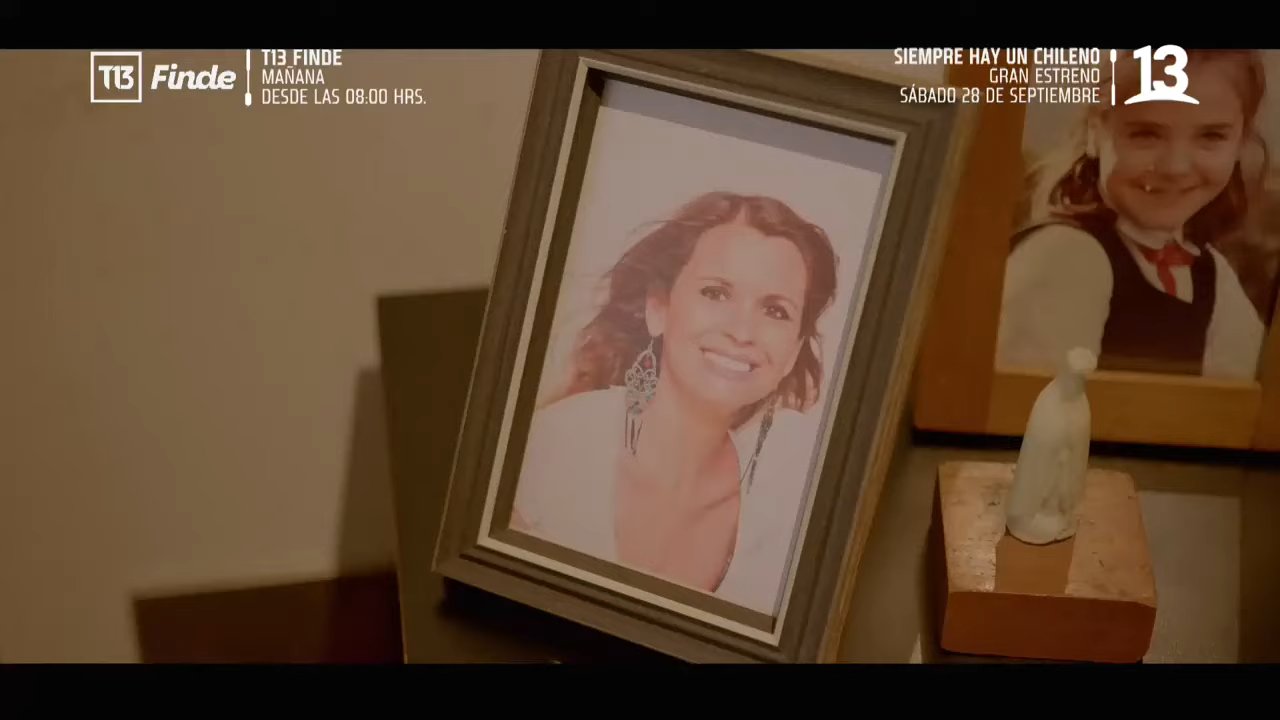 T13 Finde
T13 FINDE
MAÑANA
DESDE LAS 08:00 HRS.
SIEMPRE HAY UN CHILENO
GRAN ESTRENO
SÁBADO 28 DE SEPTIEMBRE
13